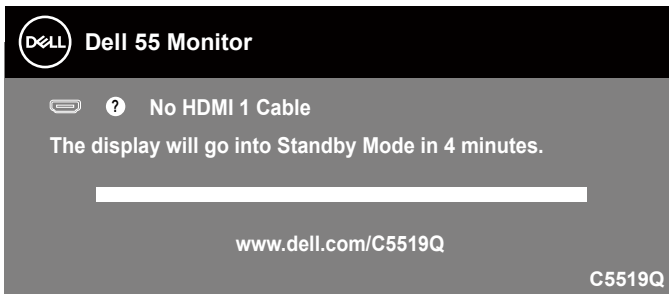 DELL Dell 55 Monitor
? No HDMI 1 Cable
The display will go into Standby Mode in 4 minutes.
www.dell.com/C5519Q
C5519Q